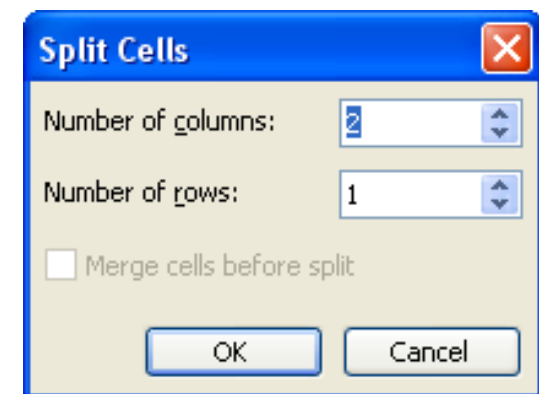 Split Cells
Number of columns: 2
Number of rows: 1
Merge cells before split
OK Cancel